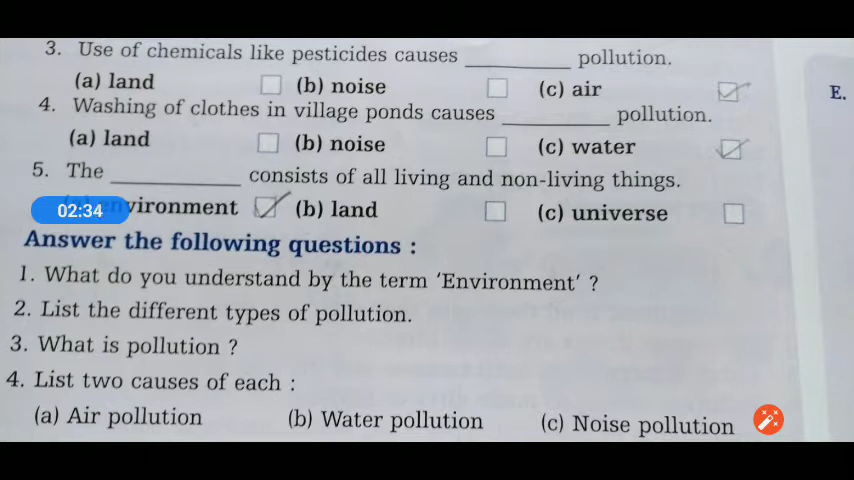 3. Use of chemicals like pesticides causes __________ pollution.
(a) land (b) noise (c) air
4. Washing of clothes in village ponds causes __________ pollution.
(a) land (b) noise (c) water
5. The ____________ consists of all living and non-living things.
02:34 environment (b) land (c) universe
E.
Answer the following questions :
1. What do you understand by the term ‘Environment’ ?
2. List the different types of pollution.
3. What is pollution ?
4. List two causes of each :
(a) Air pollution (b) Water pollution (c) Noise pollution